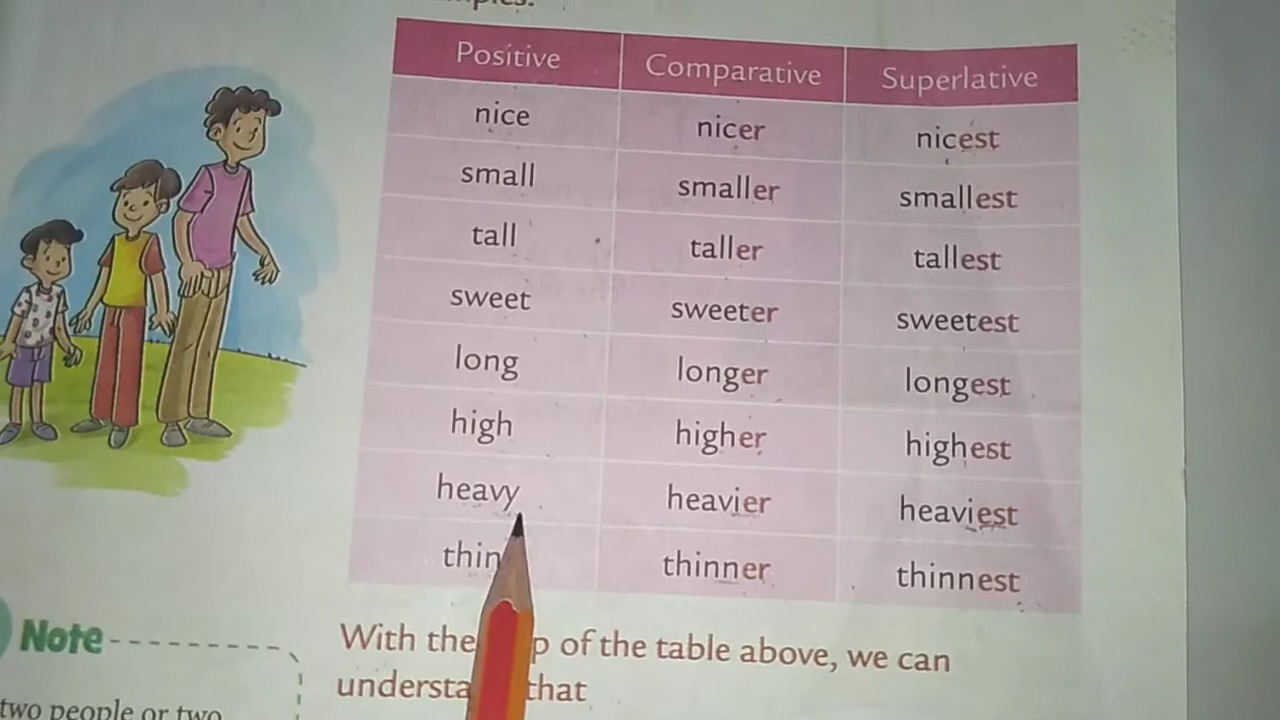 Positive Comparative Superlative
nice nicer nicest
small smaller smallest
tall taller tallest
sweet sweeter sweetest
long longer longest
high higher highest
heavy heavier heaviest
thin thinner thinnest
Note
With the of the table above, we can
that
two people or two